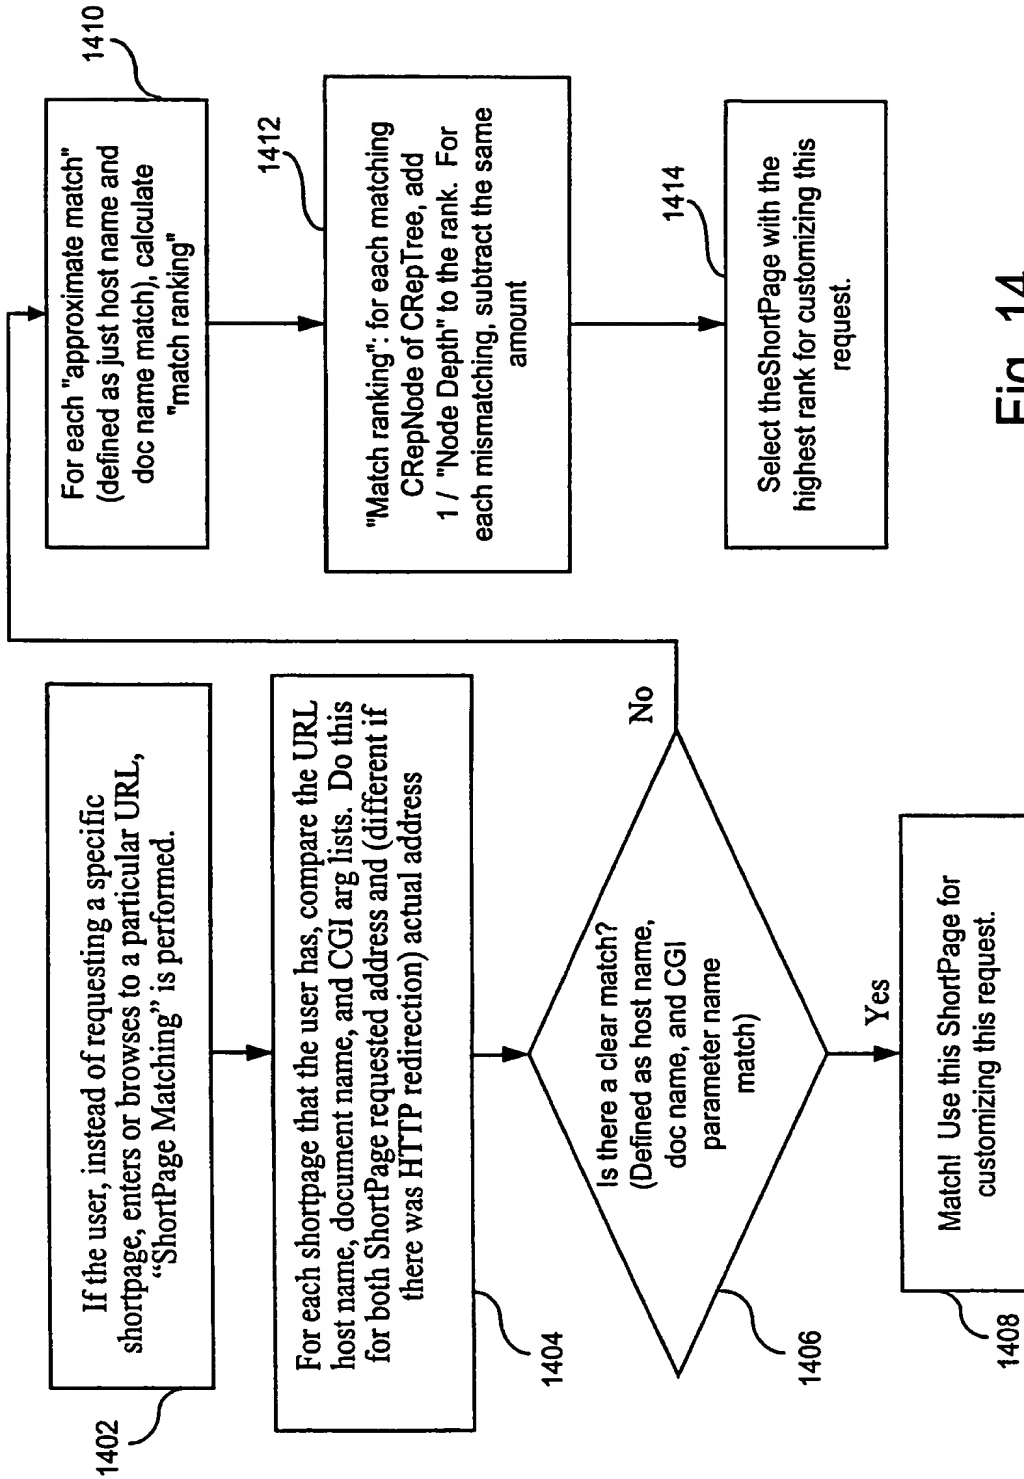 1402
If the user, instead of requesting a specific
shortpage, enters or browses to a particular URL,
“ShortPage Matching” is performed.
For each shortpage that the user has, compare the URL
host name, document name, and CGI arg lists. Do this
for both ShortPage requested address and (different if
there was HTTP redirection) actual address
1404
Is there a clear match?
(Defined as host name,
doc name, and CGI
parameter name
match)
1406
No
Yes
Match! Use this ShortPage for
customizing this request.
1408
1410
For each "approximate match"
(defined as just host name and
doc name match), calculate
"match ranking"
1412
"Match ranking": for each matching
CRepNode of CRepTree, add
1 / "Node Depth" to the rank. For
each mismatching, subtract the same
amount
1414
Select theShortPage with the
highest rank for customizing this
request.
Fig. 14